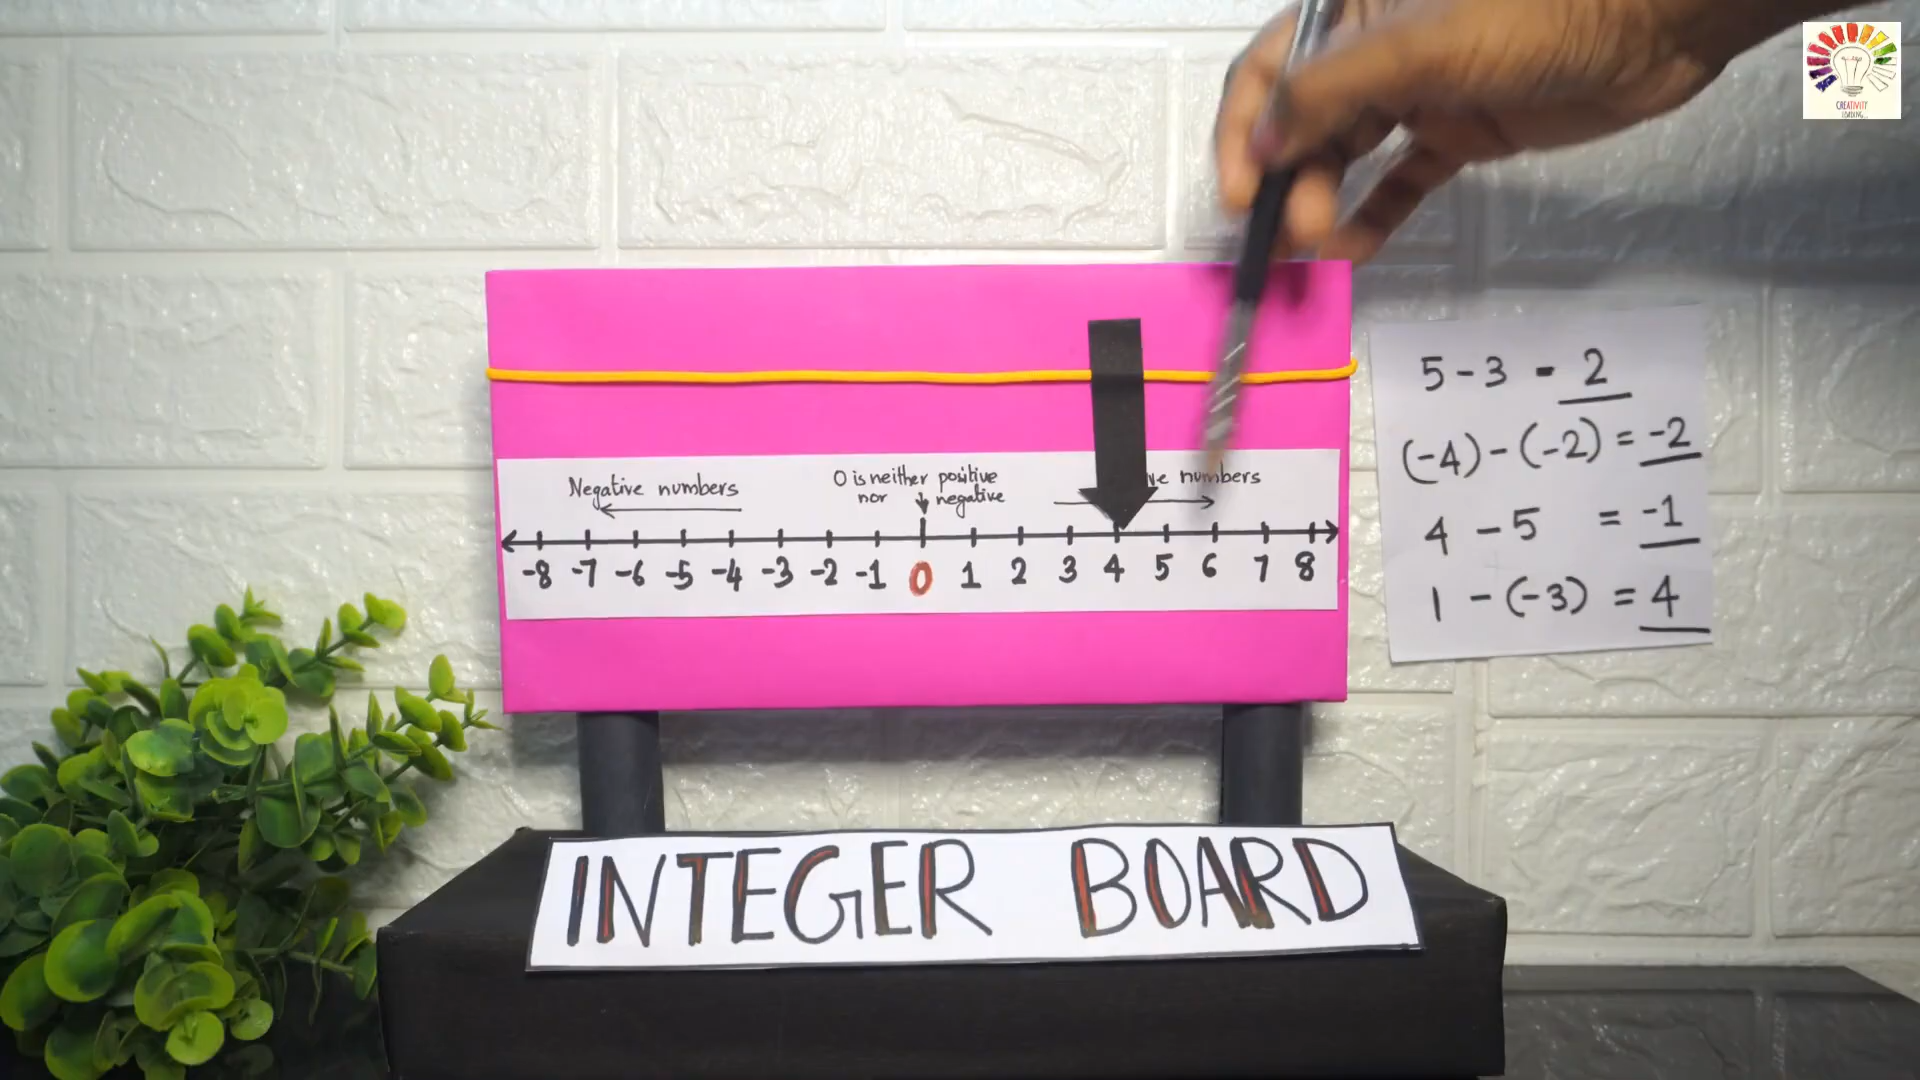 CREATIVITY
LOADING...
Negative numbers
0 is neither positive
nor negative
ve numbers
-8 -7 -6 -5 -4 -3 -2 -1 0 1 2 3 4 5 6 7 8
5 - 3 = 2
(-4) - (-2) = -2
4 - 5 = -1
1 - (-3) = 4
INTEGER BOARD